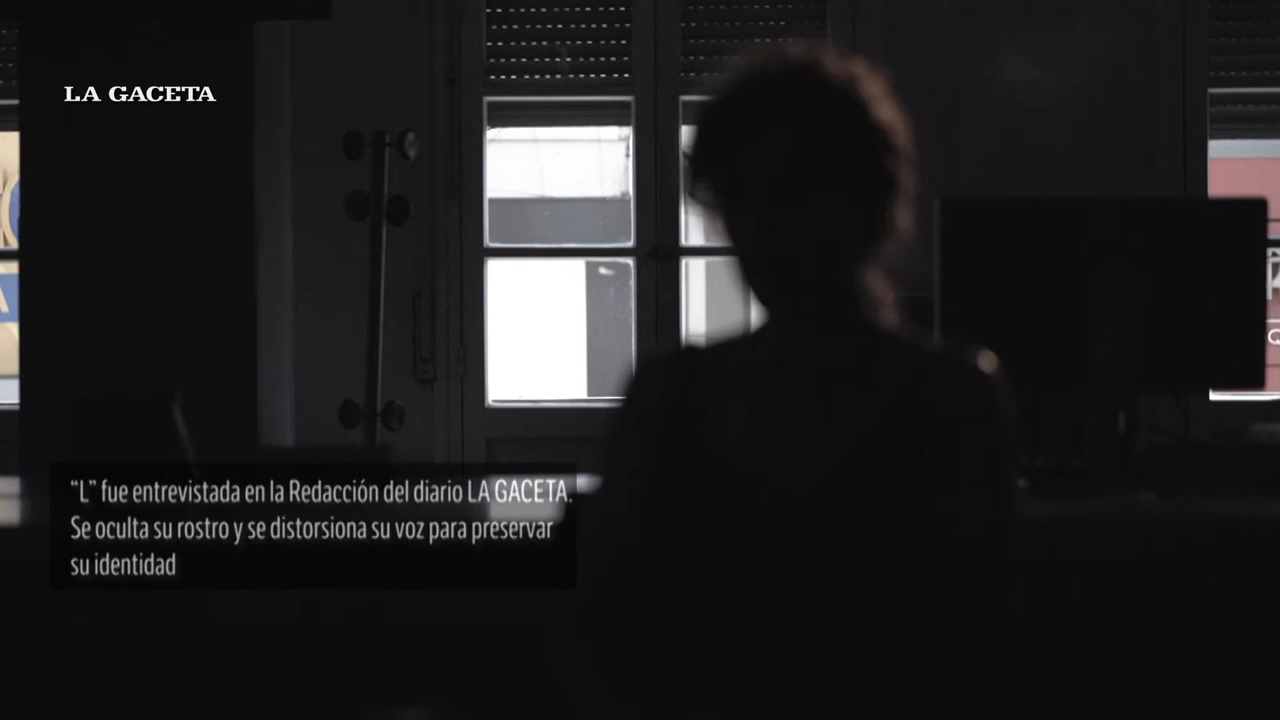 LA GACETA
“L” fue entrevistada en la Redacción del diario LA GACETA.
Se oculta su rostro y se distorsiona su voz para preservar
su identidad